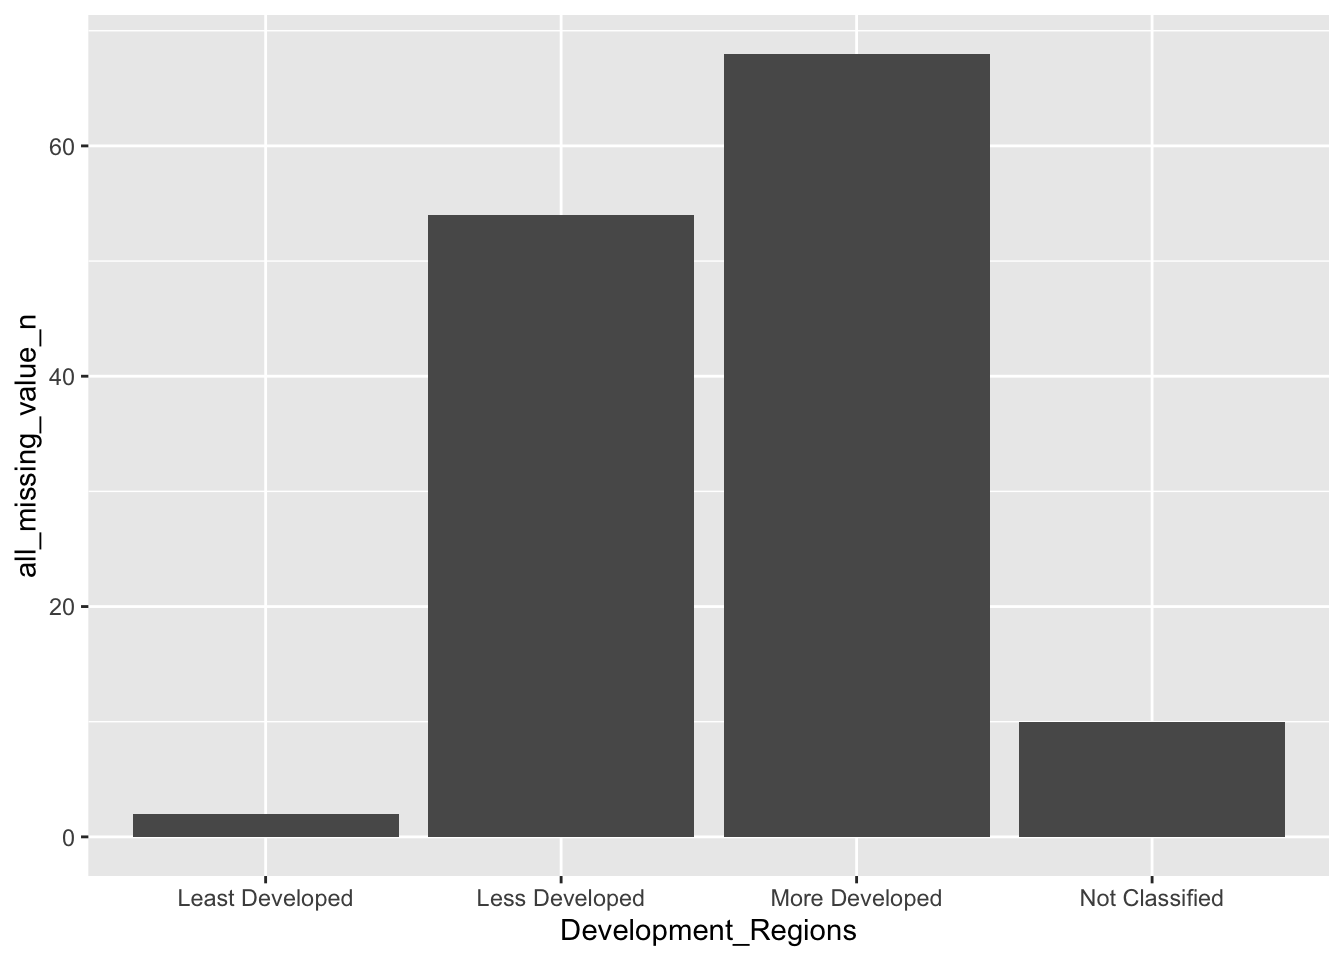 all_missing_value_n
60
40
20
0
Least Developed
Less Developed
More Developed
Not Classified
Development_Regions